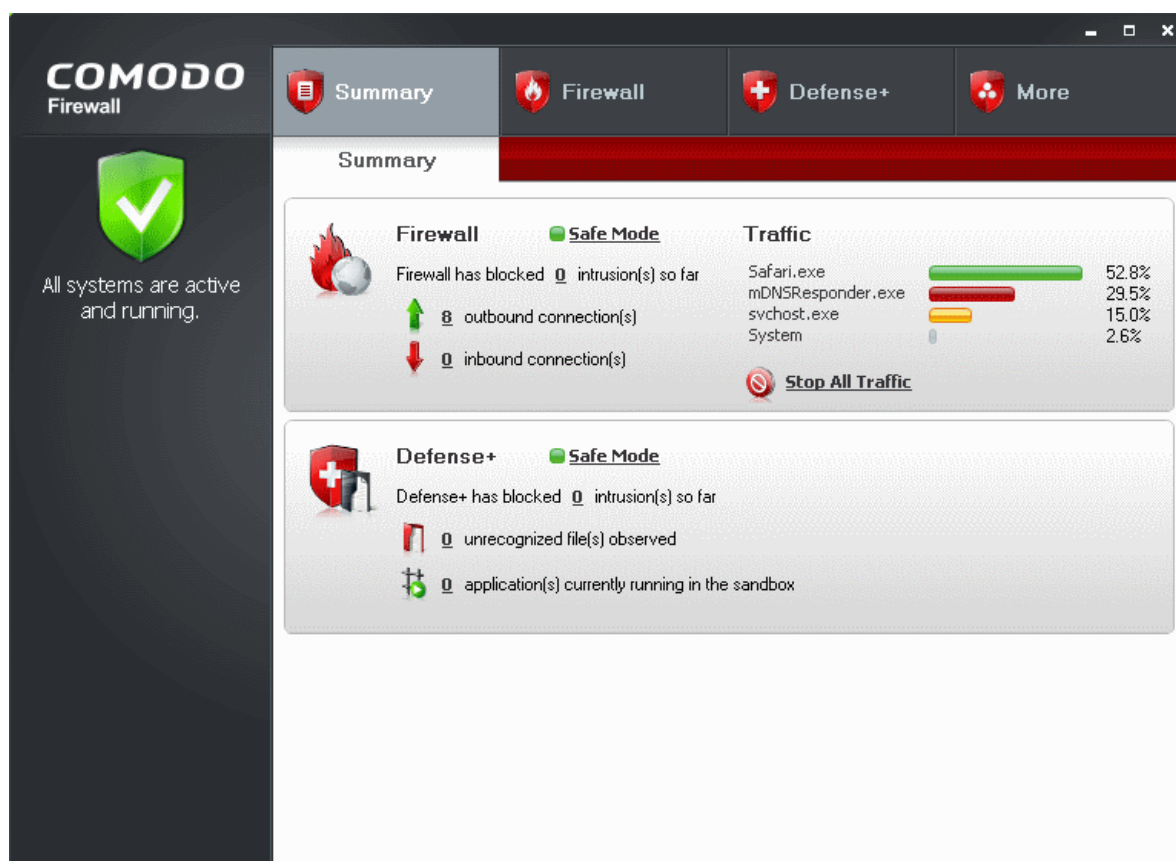 COMODO
Firewall
Summary
Firewall
Defense+
More
Summary
All systems are active
and running.
Firewall
Safe Mode
Firewall has blocked 0 intrusion(s) so far
8 outbound connection(s)
0 inbound connection(s)
Traffic
Safari.exe 52.8%
mDNSResponder.exe 29.5%
svchost.exe 15.0%
System 2.6%
Stop All Traffic
Defense+
Safe Mode
Defense+ has blocked 0 intrusion(s) so far
0 unrecognized file(s) observed
0 application(s) currently running in the sandbox